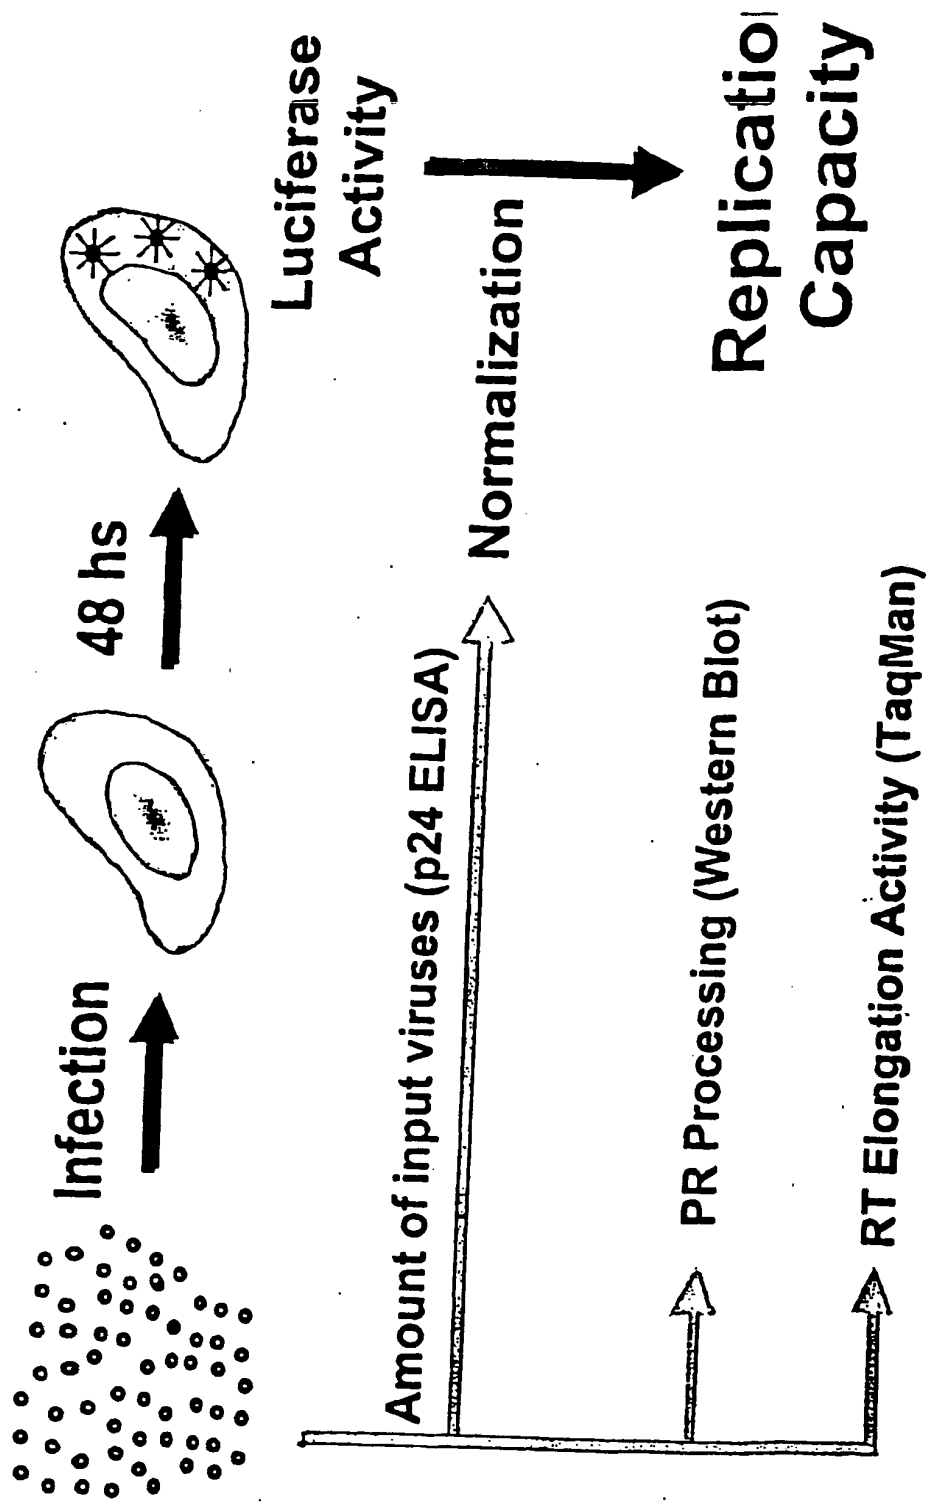 Infection
48 hs
Luciferase
Activity
Amount of input viruses (p24 ELISA)
Normalization
PR Processing (Western Blot)
RT Elongation Activity (TaqMan)
Replicatio
Capacity